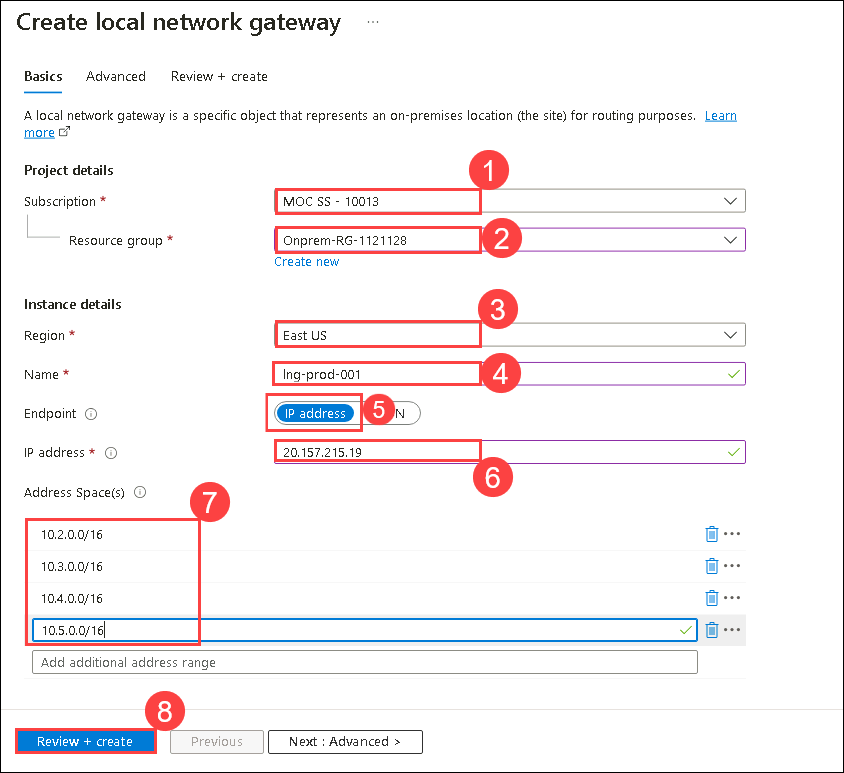 Create local network gateway ...
Basics Advanced Review + create
A local network gateway is a specific object that represents an on-premises location (the site) for routing purposes. Learn
more
Project details
1
Subscription * MOC SS - 10013
Resource group * Onprem-RG-1121128 2
Create new
Instance details
3
Region * East US
Name * lng-prod-001 4
Endpoint IP address 5 N
IP address * 20.157.215.19
6
Address Space(s)
7
10.2.0.0/16
10.3.0.0/16
10.4.0.0/16
10.5.0.0/16
Add additional address range
8
Review + create Previous Next : Advanced >